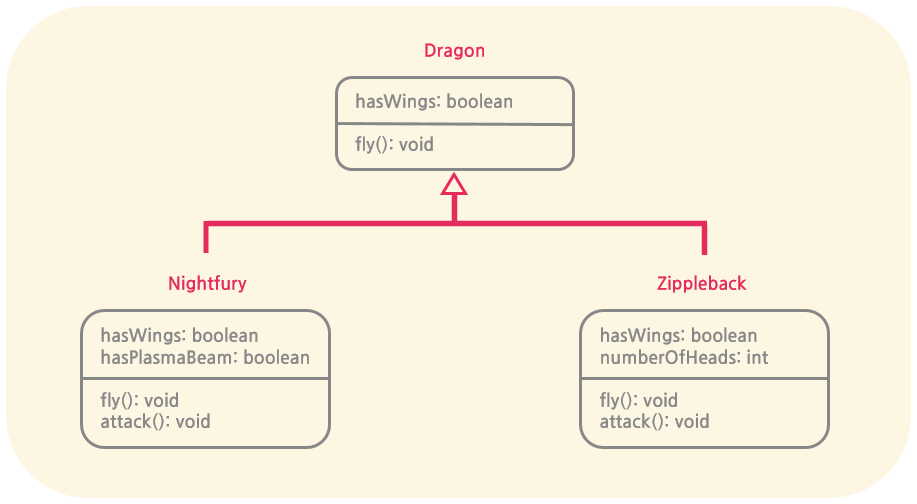 Dragon
hasWings: boolean
fly(): void
Nightfury
hasWings: boolean
hasPlasmaBeam: boolean
fly(): void
attack(): void
Zippleback
hasWings: boolean
numberOfHeads: int
fly(): void
attack(): void